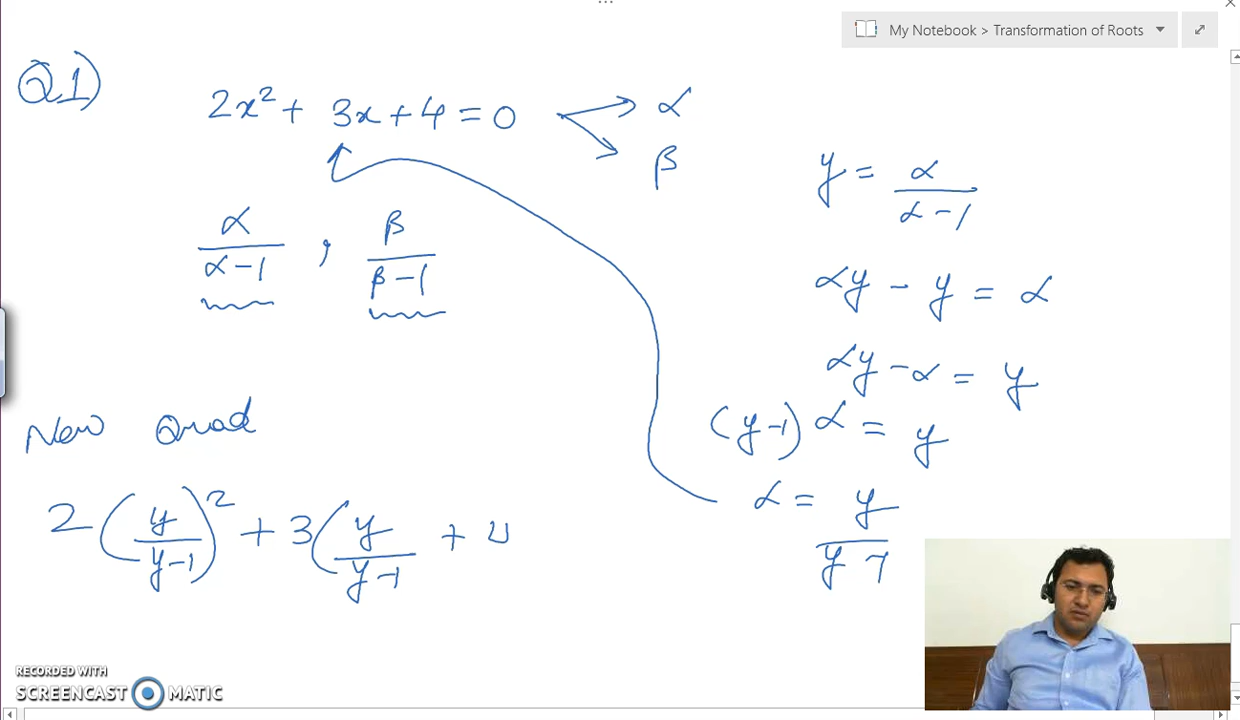 My Notebook > Transformation of Roots
Q1)
2x² + 3x + 4 = 0
α
β
α/(α-1) , β/(β-1)
y = α/(α-1)
αy - y = α
αy - α = y
(y-1) α = y
α = y/(y-1)
New Quad
2(y/(y-1))² + 3(y/(y-1) + 4
RECORDED WITH
SCREENCAST MATIC